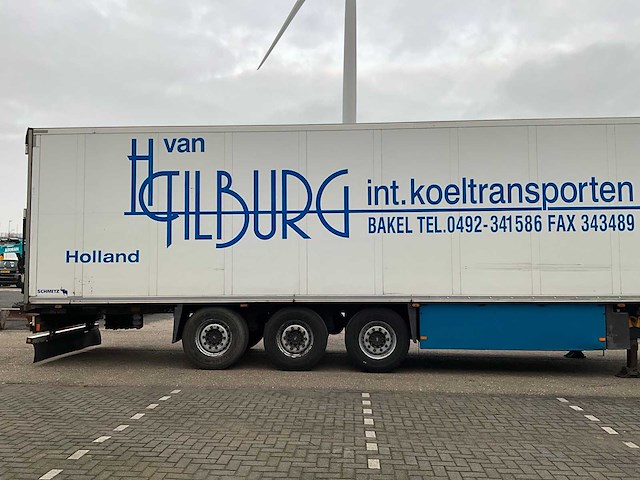 H van
TILBURG
int.koeltransporten
BAKEL TEL.0492-341586 FAX 343489
Holland
SCHMITZ